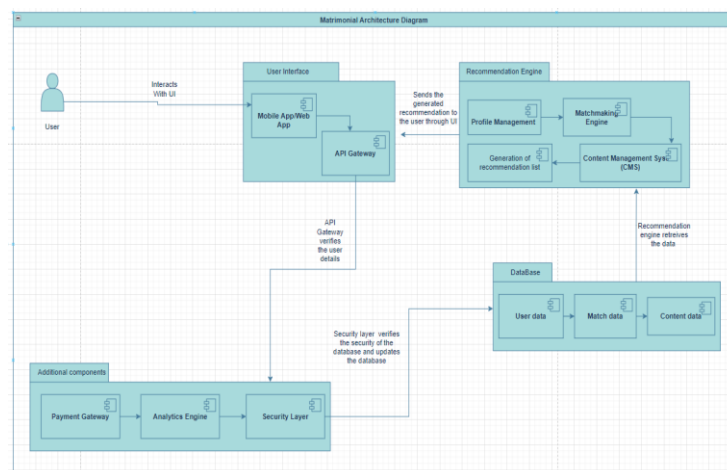 Matrimonial Architecture Diagram
User Interface
Recommendation Engine
Interacts
With UI
Sends the
generated
recommendation to
the user through UI
User
Mobile App/Web
App
API Gateway
Profile Management
Matchmaking
Engine
Generation of
recommendation list
Content Management Syst
(CMS)
API
Gateway
verifies
the user
details
Recommendation
engine retreives
the data
DataBase
User data
Match data
Content data
Security layer verifies
the security of the
database and updates
the database
Additional components
Payment Gateway
Analytics Engine
Security Layer